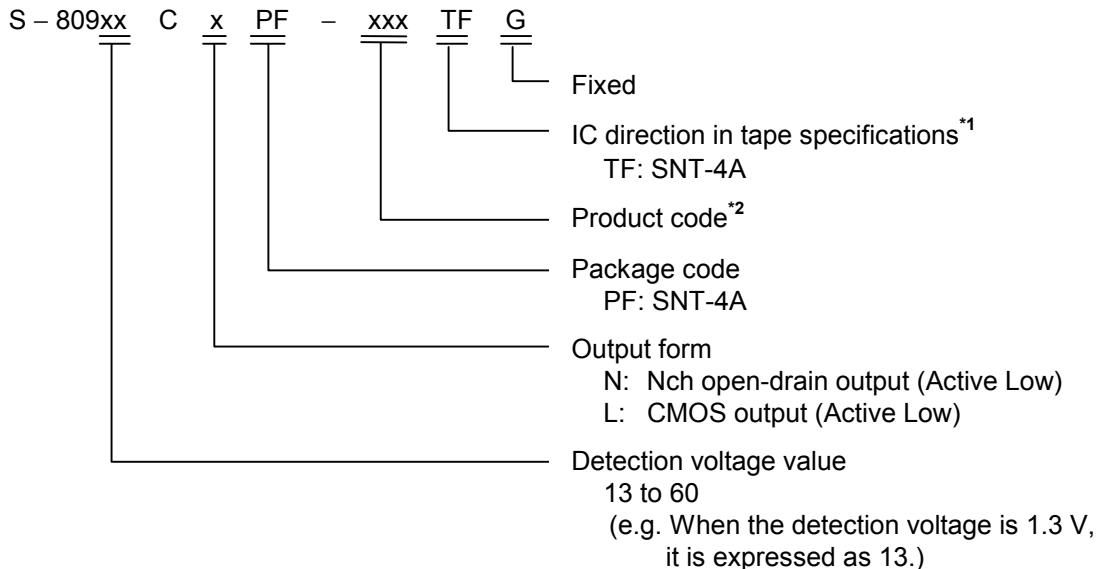 S – 809xx C x PF – xxx TF G
Fixed
IC direction in tape specifications*1
TF: SNT-4A
Product code*2
Package code
PF: SNT-4A
Output form
N: Nch open-drain output (Active Low)
L: CMOS output (Active Low)
Detection voltage value
13 to 60
(e.g. When the detection voltage is 1.3 V,
it is expressed as 13.)